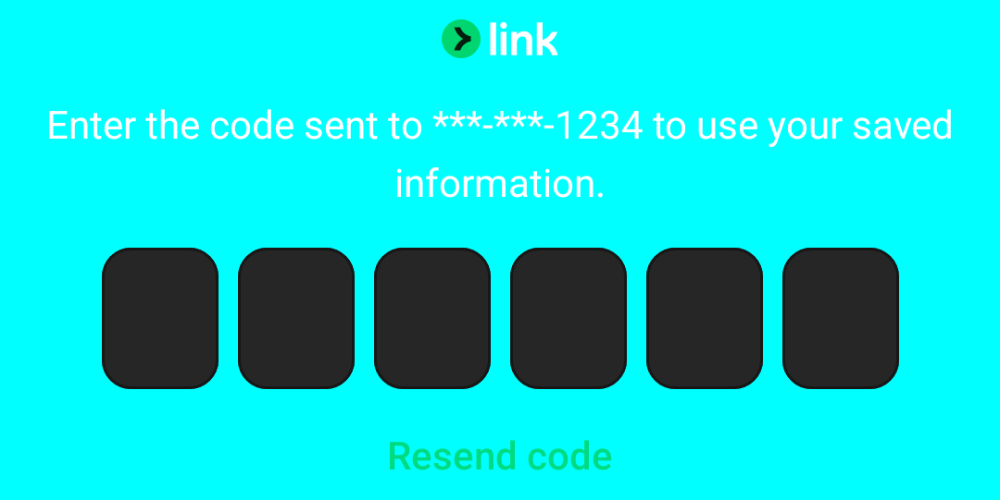 link
Enter the code sent to ***-***-1234 to use your saved
information.
Resend code